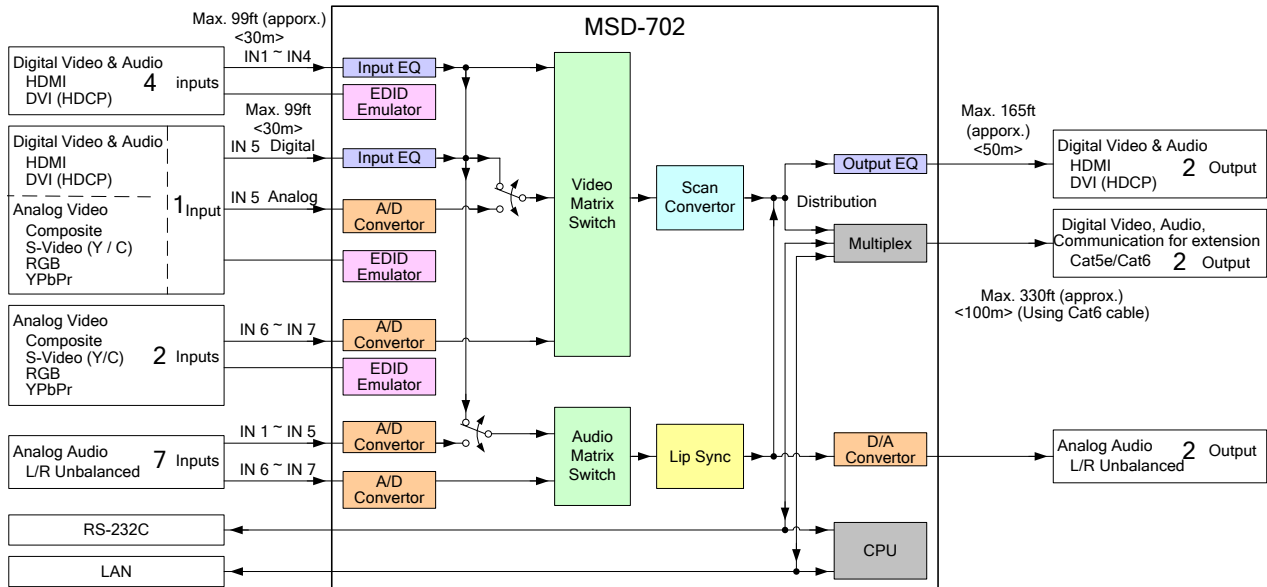 MSD-702
Max. 99ft (apporx.)
<30m>
IN1 ~ IN4
Digital Video & Audio
HDMI
DVI (HDCP)
4 inputs
Input EQ
EDID
Emulator
Max. 99ft
<30m>
IN 5 Digital
Digital Video & Audio
HDMI
DVI (HDCP)
Analog Video
Composite
S-Video (Y / C)
RGB
YPbPr
1 Input
IN 5 Analog
Input EQ
A/D
Convertor
EDID
Emulator
Analog Video
Composite
S-Video (Y/C)
RGB
YPbPr
2 Inputs
IN 6 ~ IN 7
A/D
Convertor
EDID
Emulator
Analog Audio
L/R Unbalanced
7 Inputs
IN 1 ~ IN 5
IN 6 ~ IN 7
A/D
Convertor
A/D
Convertor
RS-232C
LAN
Video
Matrix
Switch
Scan
Convertor
Audio
Matrix
Switch
Lip Sync
Output EQ
Distribution
Multiplex
D/A
Convertor
CPU
Max. 165ft
(apporx.)
<50m>
Digital Video & Audio
HDMI
DVI (HDCP)
2 Output
Digital Video, Audio,
Communication for extension
Cat5e/Cat6 2 Output
Max. 330ft (approx.)
<100m> (Using Cat6 cable)
Analog Audio
L/R Unbalanced
2 Output